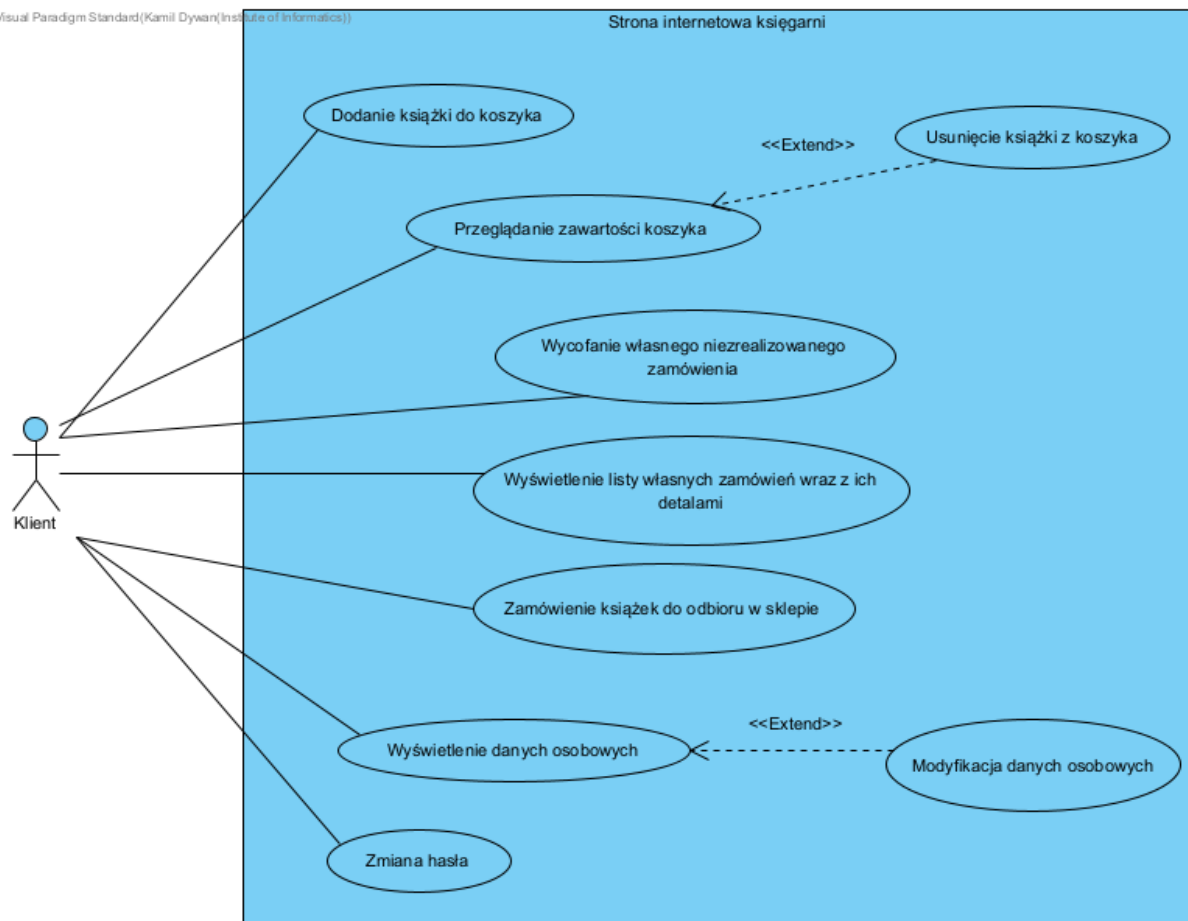 Visual Paradigm Standard(Kamil Dywan(Institute of Informatics))
Strona internetowa księgarni
Dodanie książki do koszyka
<<Extend>>
Usunięcie książki z koszyka
Przeglądanie zawartości koszyka
Wycofanie własnego niezrealizowanego
zamówienia
Wyświetlenie listy własnych zamówień wraz z ich
detalami
Klient
Zamówienie książek do odbioru w sklepie
<<Extend>>
Wyświetlenie danych osobowych
Modyfikacja danych osobowych
Zmiana hasła